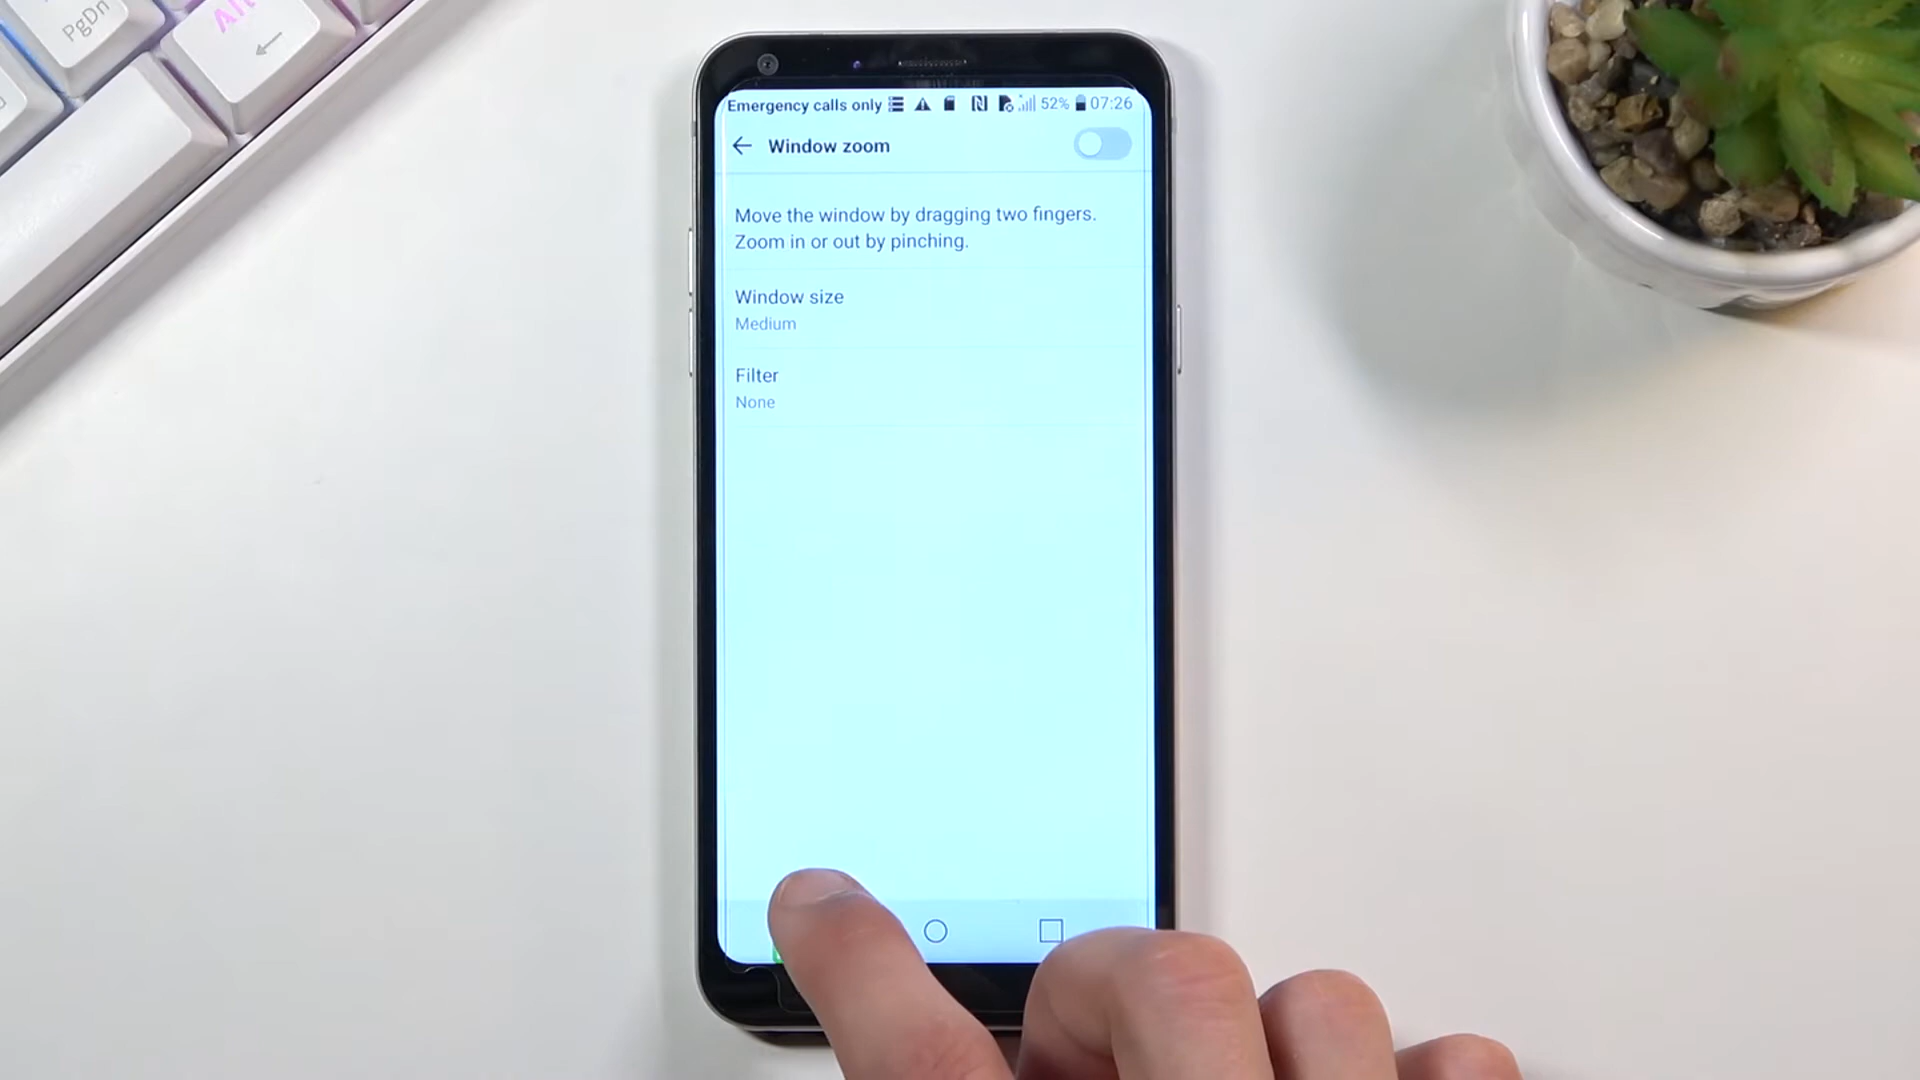 PgDn
Alt
Emergency calls only 52% 07:26
Window zoom
Move the window by dragging two fingers.
Zoom in or out by pinching.
Window size
Medium
Filter
None